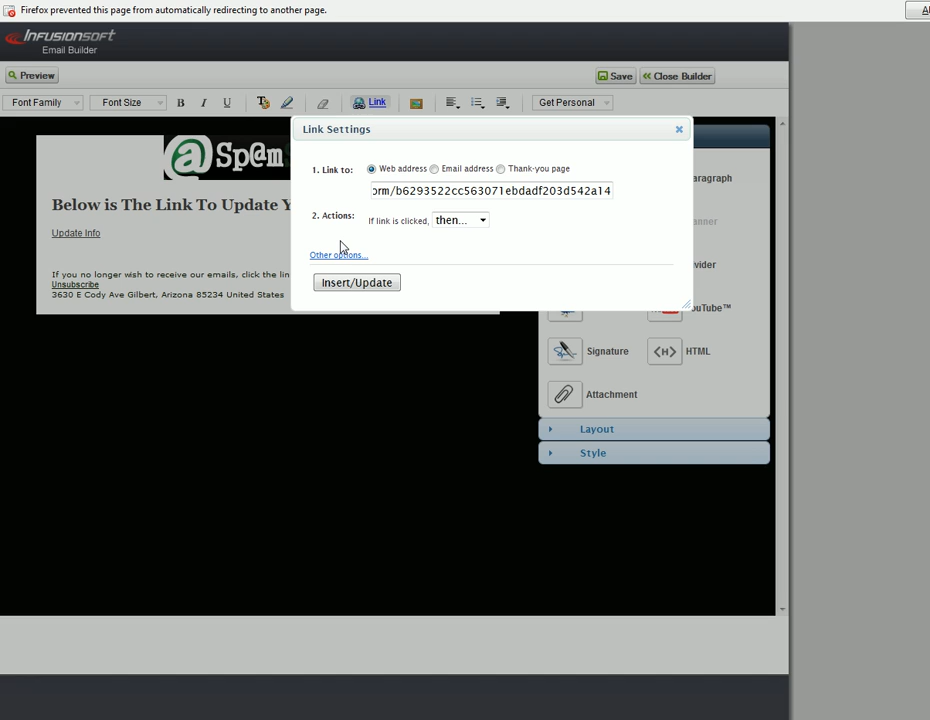 Firefox prevented this page from automatically redirecting to another page.
INFUSIONSOFT
Email Builder
Preview
Save
Close Builder
Font Family
Font Size
B
I
U
Link
Get Personal
Link Settings
1. Link to:
Web address
Email address
Thank-you page
orm/b6293522cc563071ebdadf203d542a14
2. Actions:
If link is clicked, then...
Other options...
Insert/Update
@Sp@m
Below is The Link To Update Y
Update Info
If you no longer wish to receive our emails, click the lin
Unsubscribe
3630 E Cody Ave Gilbert, Arizona 85234 United States
aragraph
anner
vider
ouTube™
Signature
<H>
HTML
Attachment
Layout
Style